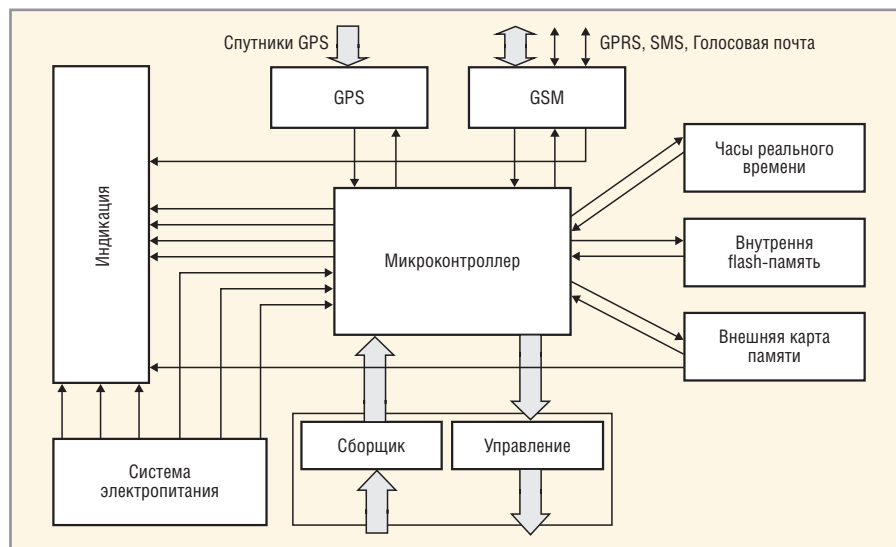 Спутники GPS
GPRS, SMS, Голосовая почта
GPS
GSM
Индикация
Часы реального
времени
Микроконтроллер
Внутрення
flash-память
Внешняя карта
памяти
Сборщик
Управление
Система
электропитания